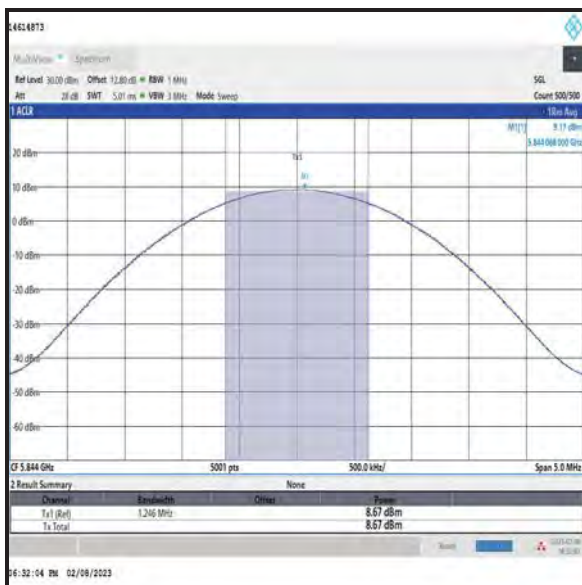 14614873
MultiView Spectrum
Ref Level 30.00 dBm Offset 12.80 dB RBW 1 MHz SGL
Att 28 dB SWT 5.01 ms VBW 3 MHz Mode Sweep Count 500/500
1 ACLR 1Rm Avg
M1[1] 9.17 dBm
5.844 068 000 GHz
Tx1
20 dBm
M1
10 dBm
0 dBm
-10 dBm
-20 dBm
-30 dBm
-40 dBm
-50 dBm
-60 dBm
CF 5.844 GHz 5001 pts 500.0 kHz/ Span 5.0 MHz
2 Result Summary None
Channel Bandwidth Offset Power
Tx1 (Ref) 1.246 MHz 8.67 dBm
Tx Total 8.67 dBm
06:32:04 PM 02/08/2023